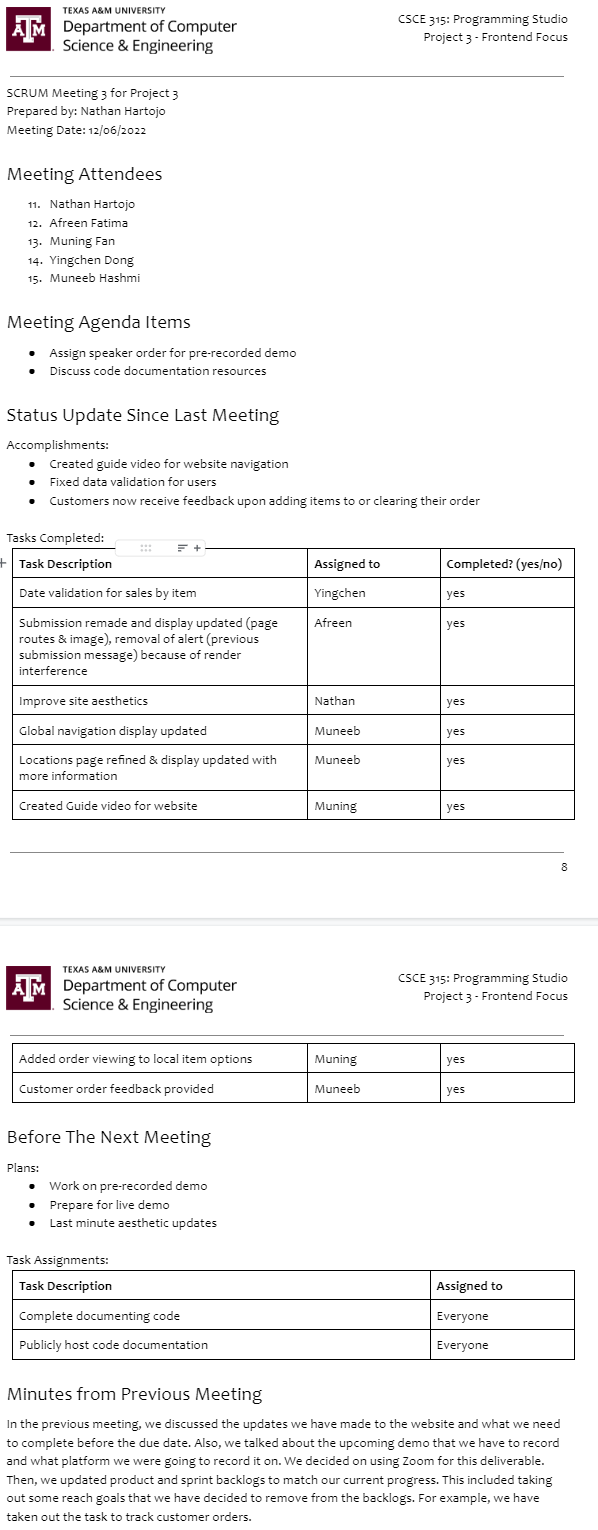 TEXAS A&M UNIVERSITY
Department of Computer
Science & Engineering
CSCE 315: Programming Studio
Project 3 - Frontend Focus
SCRUM Meeting 3 for Project 3
Prepared by: Nathan Hartojo
Meeting Date: 12/06/2022
Meeting Attendees
11. Nathan Hartojo
12. Afreen Fatima
13. Muning Fan
14. Yingchen Dong
15. Muneeb Hashmi
Meeting Agenda Items
● Assign speaker order for pre-recorded demo
● Discuss code documentation resources
Status Update Since Last Meeting
Accomplishments:
● Created guide video for website navigation
● Fixed data validation for users
● Customers now receive feedback upon adding items to or clearing their order
Tasks Completed:
Task Description Assigned to Completed? (yes/no)
Date validation for sales by item Yingchen yes
Submission remade and display updated (page Afreen yes
routes & image), removal of alert (previous
submission message) because of render
interference
Improve site aesthetics Nathan yes
Global navigation display updated Muneeb yes
Locations page refined & display updated with Muneeb yes
more information
Created Guide video for website Muning yes
8
TEXAS A&M UNIVERSITY
Department of Computer
Science & Engineering
CSCE 315: Programming Studio
Project 3 - Frontend Focus
Added order viewing to local item options Muning yes
Customer order feedback provided Muneeb yes
Before The Next Meeting
Plans:
● Work on pre-recorded demo
● Prepare for live demo
● Last minute aesthetic updates
Task Assignments:
Task Description Assigned to
Complete documenting code Everyone
Publicly host code documentation Everyone
Minutes from Previous Meeting
In the previous meeting, we discussed the updates we have made to the website and what we need
to complete before the due date. Also, we talked about the upcoming demo that we have to record
and what platform we were going to record it on. We decided on using Zoom for this deliverable.
Then, we updated product and sprint backlogs to match our current progress. This included taking
out some reach goals that we have decided to remove from the backlogs. For example, we have
taken out the task to track customer orders.